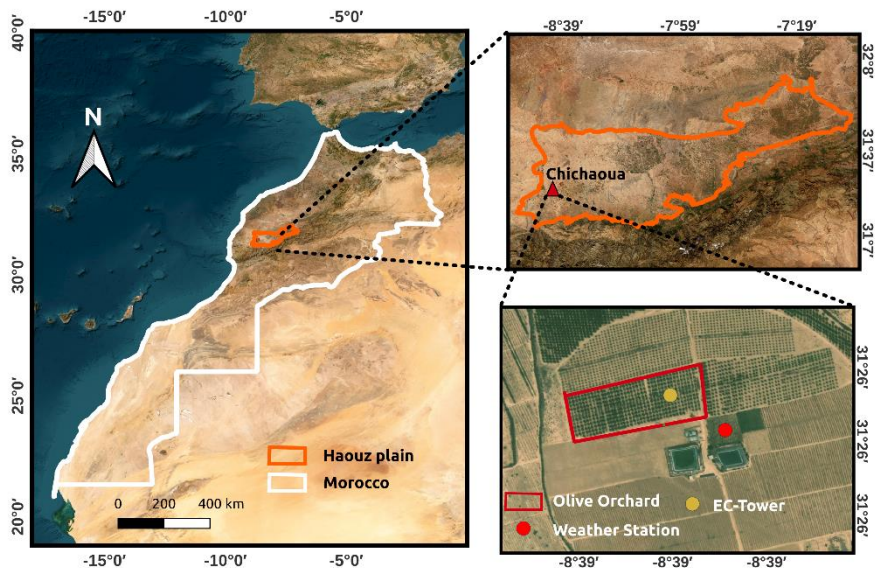 -15°0' -10°0' -5°0'
40°0'
35°0'
30°0'
25°0'
20°0'
N
Haouz plain
Morocco
0 200 400 km
-15°0' -10°0' -5°0'
-8°39' -7°59' -7°19'
32°8'
31°37'
31°7'
Chichaoua
31°26'
31°26'
31°26'
Olive Orchard
EC-Tower
Weather Station
-8°39' -8°39' -8°39'